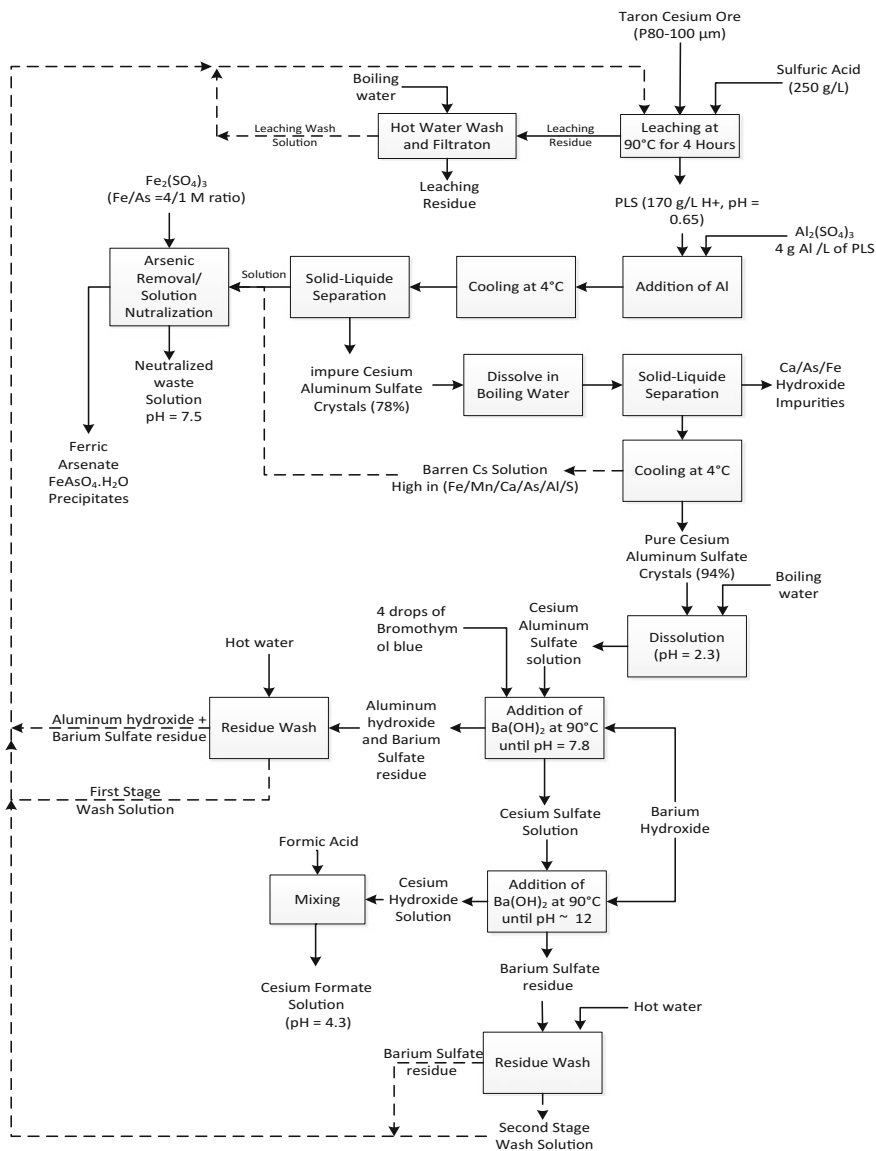 Taron Cesium Ore
(P80-100 μm)
Sulfuric Acid
(250 g/L)
Boiling
water
Leaching Wash
Solution
Hot Water Wash
and Filtraton
Leaching
Residue
Leaching at
90°C for 4 Hours
Leaching
Residue
Fe₂(SO₄)₃
(Fe/As =4/1 M ratio)
PLS (170 g/L H+, pH =
0.65)
Al₂(SO₄)₃
4 g Al /L of PLS
Arsenic
Removal/
Solution
Nutralization
Solution
Solid-Liquide
Separation
Cooling at 4°C
Addition of Al
Neutralized
waste
Solution
pH = 7.5
impure Cesium
Aluminum Sulfate
Crystals (78%)
Dissolve in
Boiling Water
Solid-Liquide
Separation
Ca/As/Fe
Hydroxide
Impurities
Ferric
Arsenate
FeAsO₄.H₂O
Precipitates
Barren Cs Solution
High in (Fe/Mn/Ca/As/Al/S)
Cooling at 4°C
Pure Cesium
Aluminum Sulfate
Crystals (94%)
Boiling
water
4 drops of
Bromothym
ol blue
Cesium
Aluminum
Sulfate
solution
Dissolution
(pH = 2.3)
Hot water
Aluminum hydroxide +
Barium Sulfate residue
Residue Wash
Aluminum
hydroxide
and Barium
Sulfate
residue
Addition of
Ba(OH)₂ at 90°C
until pH = 7.8
First Stage
Wash Solution
Cesium Sulfate
Solution
Barium
Hydroxide
Formic Acid
Mixing
Cesium
Hydroxide
Solution
Addition of
Ba(OH)₂ at 90°C
until pH ~ 12
Cesium Formate
Solution
(pH = 4.3)
Barium Sulfate
residue
Hot water
Barium Sulfate
residue
Residue Wash
Second Stage
Wash Solution